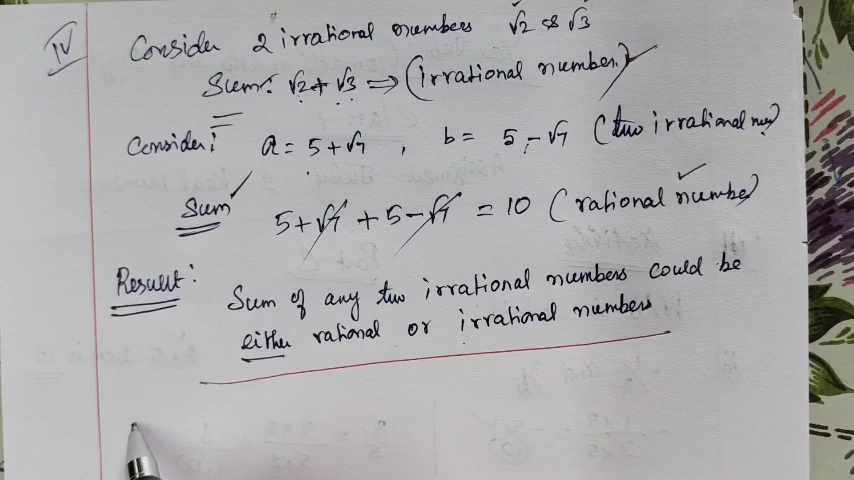 IV Consider 2 irrational numbers √2 & √3
Sum: √2 + √3 ⟹ (irrational number)
Consider: a = 5 + √7 , b = 5 - √7 (two irrational nus)
Sum 5 + √7 + 5 - √7 = 10 (rational number)
Result: Sum of any two irrational numbers could be
either rational or irrational numbers